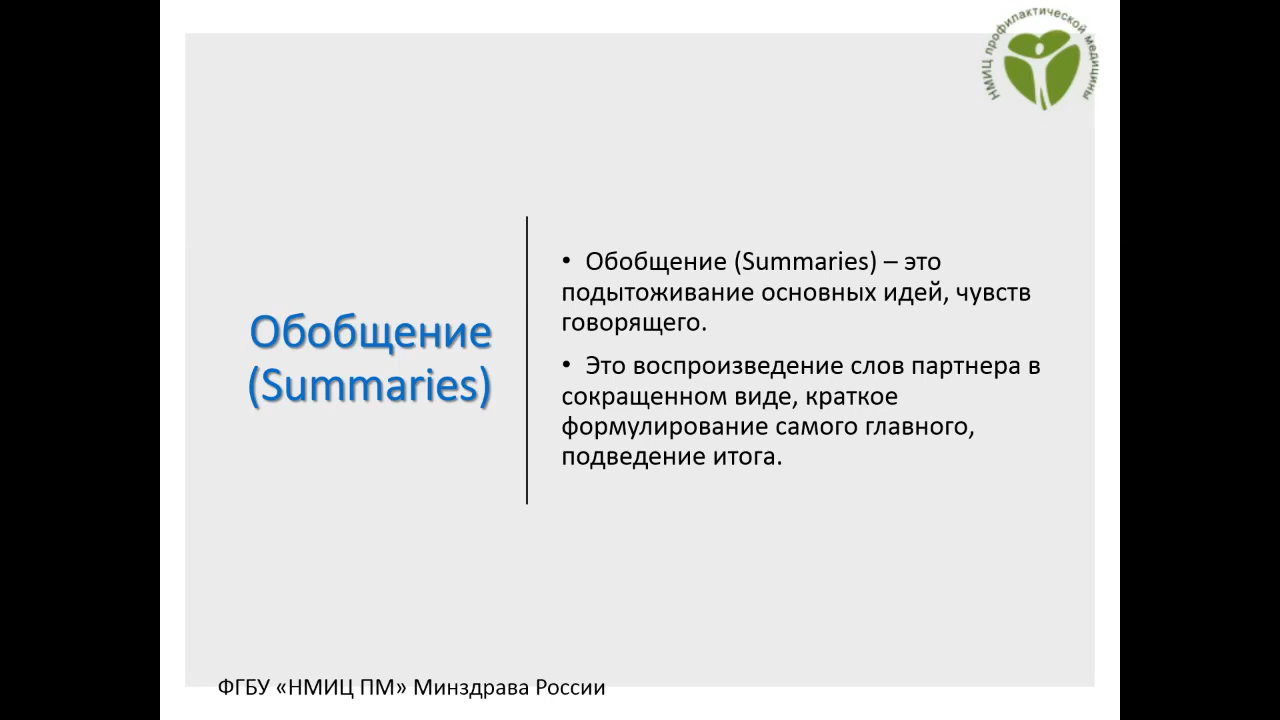 НМИЦ профилактической медицины
Обобщение
(Summaries)
• Обобщение (Summaries) – это
подытоживание основных идей, чувств
говорящего.
• Это воспроизведение слов партнера в
сокращенном виде, краткое
формулирование самого главного,
подведение итога.
ФГБУ «НМИЦ ПМ» Минздрава России